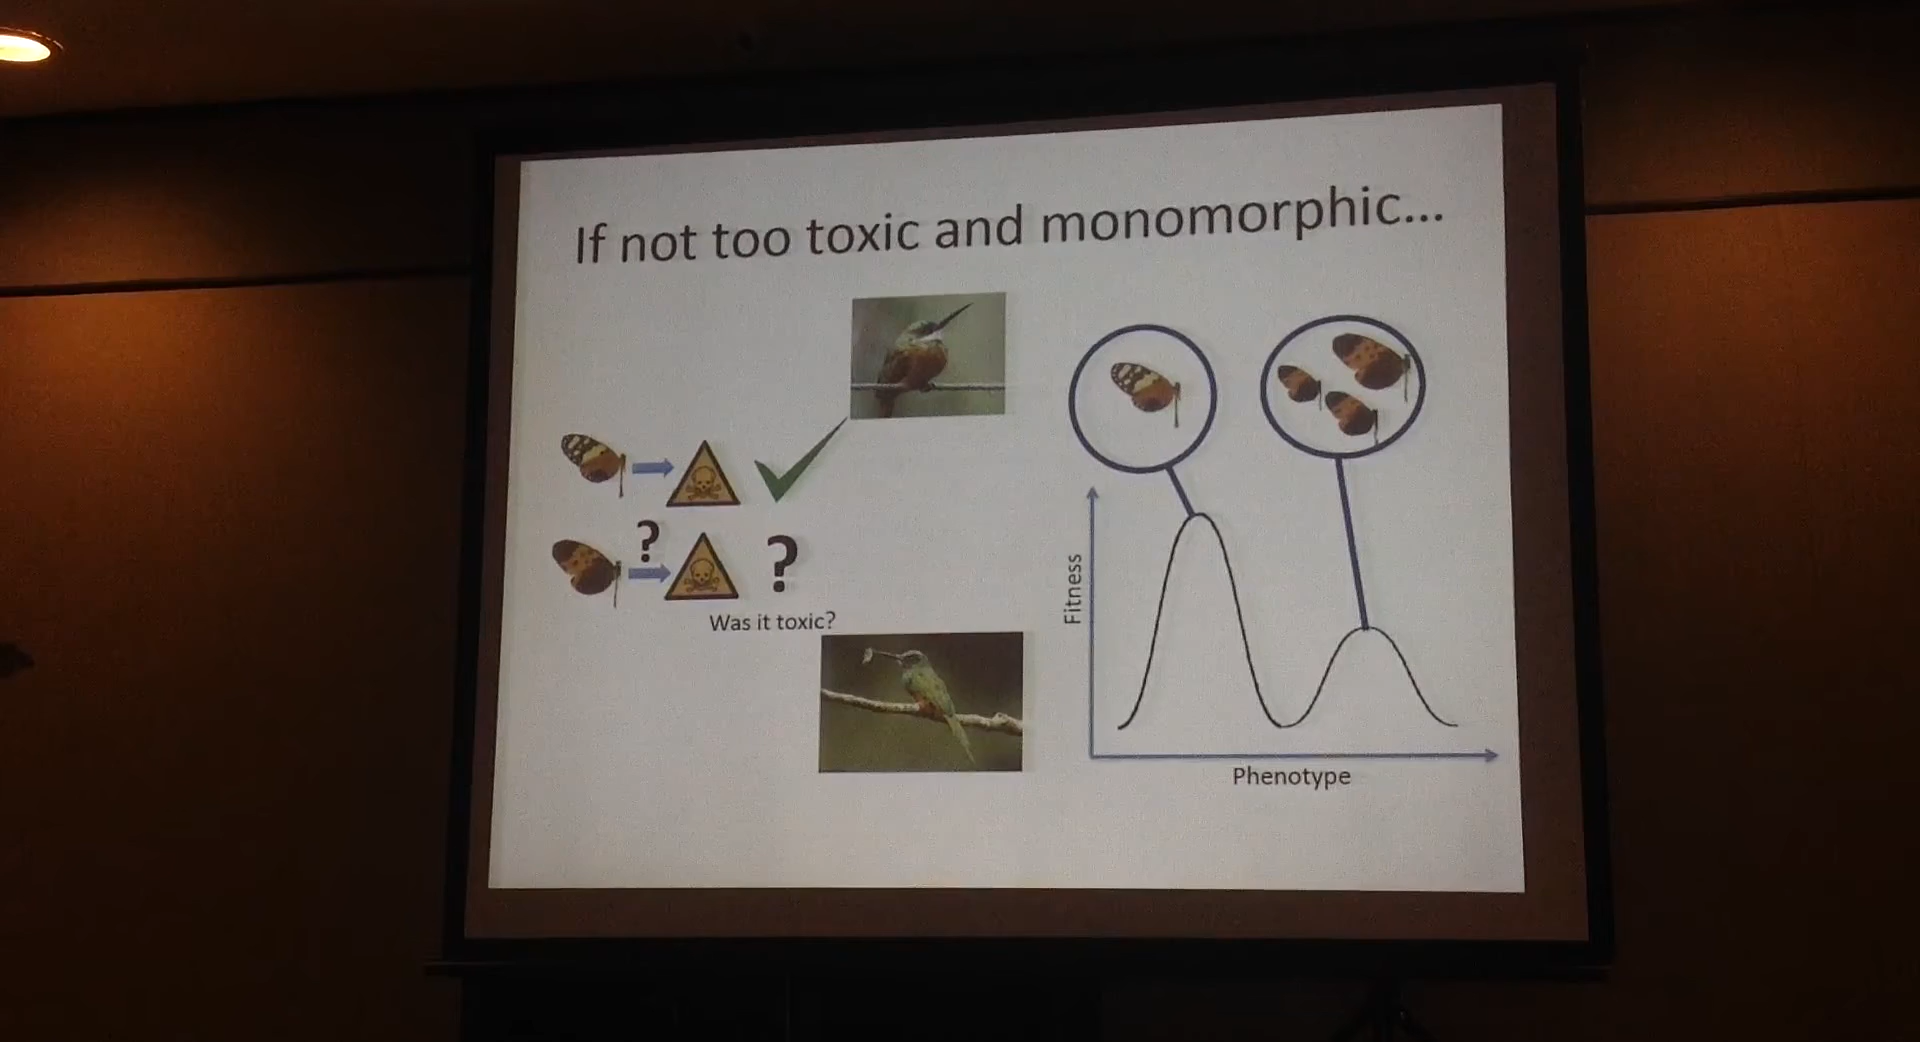 If not too toxic and monomorphic...
?
?
Was it toxic?
Fitness
Phenotype